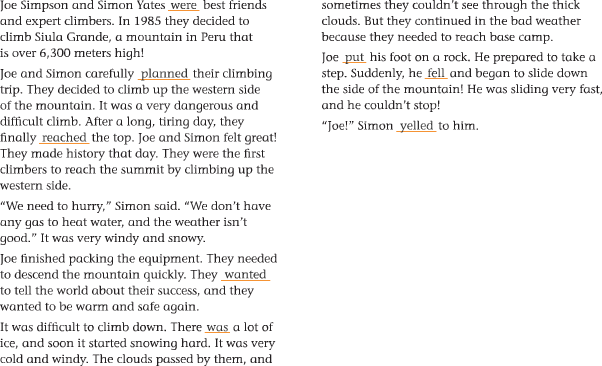 Joe Simpson and Simon Yates were best friends
and expert climbers. In 1985 they decided to
climb Siula Grande, a mountain in Peru that
is over 6,300 meters high!
Joe and Simon carefully planned their climbing
trip. They decided to climb up the western side
of the mountain. It was a very dangerous and
difficult climb. After a long, tiring day, they
finally reached the top. Joe and Simon felt great!
They made history that day. They were the first
climbers to reach the summit by climbing up the
western side.
“We need to hurry,” Simon said. “We don’t have
any gas to heat water, and the weather isn’t
good.” It was very windy and snowy.
Joe finished packing the equipment. They needed
to descend the mountain quickly. They wanted
to tell the world about their success, and they
wanted to be warm and safe again.
It was difficult to climb down. There was a lot of
ice, and soon it started snowing hard. It was very
cold and windy. The clouds passed by them, and
sometimes they couldn’t see through the thick
clouds. But they continued in the bad weather
because they needed to reach base camp.
Joe put his foot on a rock. He prepared to take a
step. Suddenly, he fell and began to slide down
the side of the mountain! He was sliding very fast,
and he couldn’t stop!
“Joe!” Simon yelled to him.